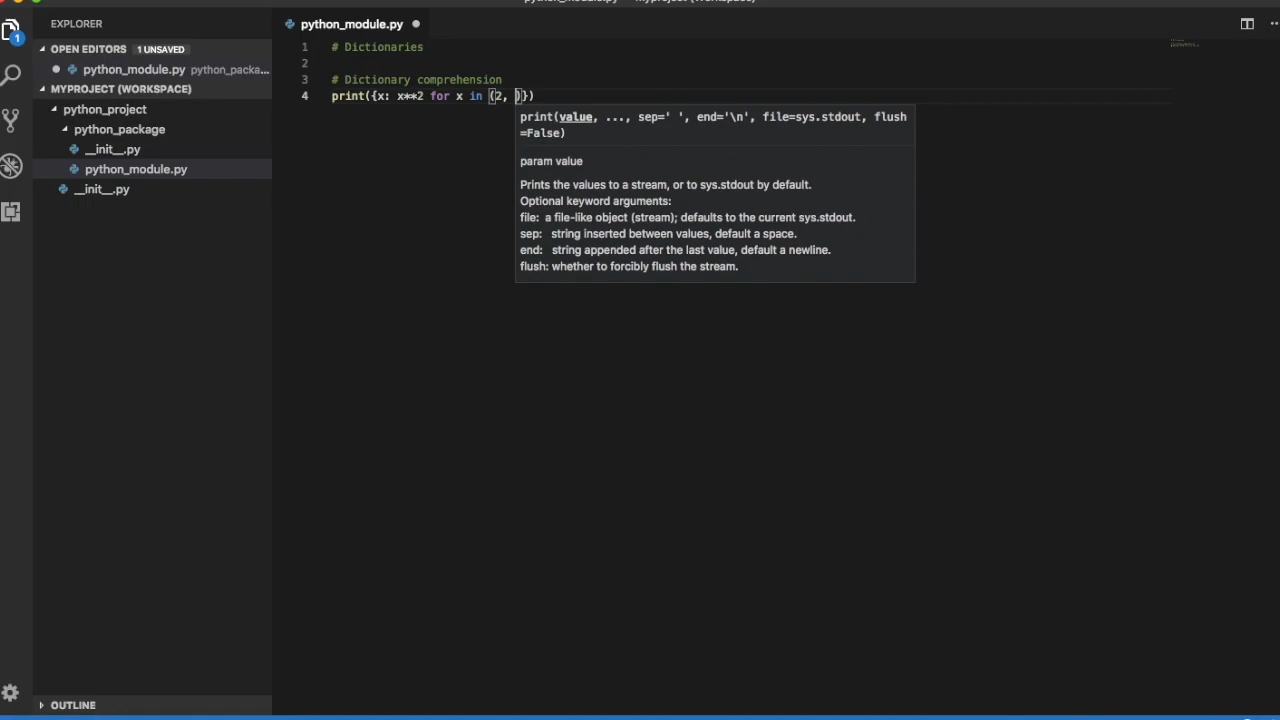 EXPLORER
OPEN EDITORS 1 UNSAVED
python_module.py python_packa...
MYPROJECT (WORKSPACE)
python_project
python_package
__init__.py
python_module.py
__init__.py
OUTLINE
1
python_module.py
1 # Dictionaries
2
3 # Dictionary comprehension
4 print({x: x**2 for x in (2, )})
print(value, ..., sep=' ', end='\n', file=sys.stdout, flush
=False)
param value
Prints the values to a stream, or to sys.stdout by default.
Optional keyword arguments:
file: a file-like object (stream); defaults to the current sys.stdout.
sep: string inserted between values, default a space.
end: string appended after the last value, default a newline.
flush: whether to forcibly flush the stream.